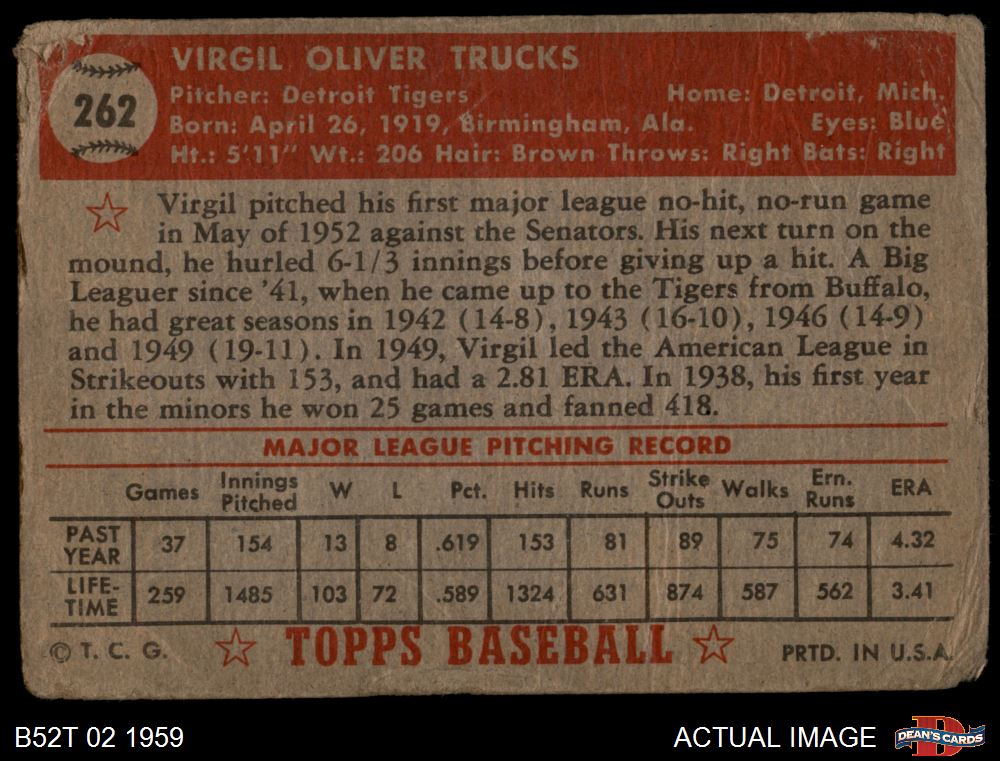 262
VIRGIL OLIVER TRUCKS
Pitcher: Detroit Tigers Home: Detroit, Mich.
Born: April 26, 1919, Birmingham, Ala. Eyes: Blue
Ht.: 5'11" Wt.: 206 Hair: Brown Throws: Right Bats: Right
Virgil pitched his first major league no-hit, no-run game
in May of 1952 against the Senators. His next turn on the
mound, he hurled 6-1/3 innings before giving up a hit. A Big
Leaguer since '41, when he came up to the Tigers from Buffalo,
he had great seasons in 1942 (14-8), 1943 (16-10), 1946 (14-9)
and 1949 (19-11). In 1949, Virgil led the American League in
Strikeouts with 153, and had a 2.81 ERA. In 1938, his first year
in the minors he won 25 games and fanned 418.
MAJOR LEAGUE PITCHING RECORD
Games Innings Pitched W L Pct. Hits Runs Strike Outs Walks Ern. Runs ERA
PAST YEAR 37 154 13 8 .619 153 81 89 75 74 4.32
LIFE-TIME 259 1485 103 72 .589 1324 631 874 587 562 3.41
© T. C. G. TOPPS BASEBALL PRTD. IN U.S.A.
B52T 02 1959 ACTUAL IMAGE DEAN'S CARDS